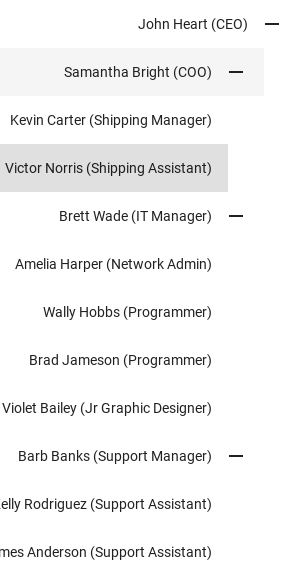 John Heart (CEO)
Samantha Bright (COO)
Kevin Carter (Shipping Manager)
Victor Norris (Shipping Assistant)
Brett Wade (IT Manager)
Amelia Harper (Network Admin)
Wally Hobbs (Programmer)
Brad Jameson (Programmer)
Violet Bailey (Jr Graphic Designer)
Barb Banks (Support Manager)
Rodriguez (Support Assistant)
Anderson (Support Assistant)